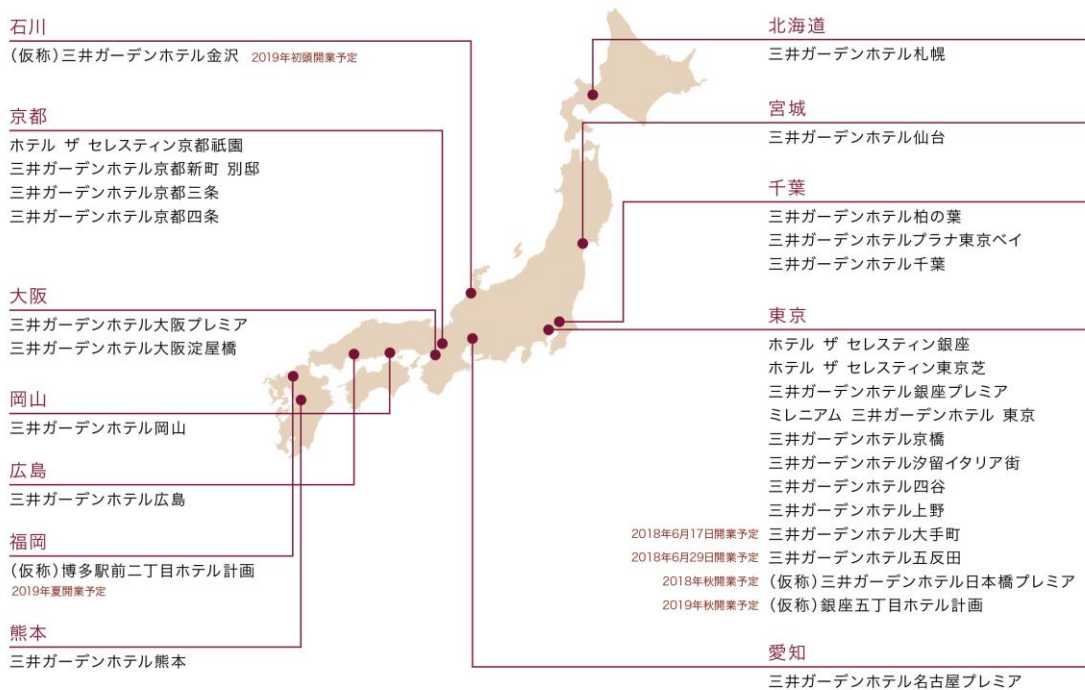 石川
(仮称)三井ガーデンホテル金沢 2019年初頭開業予定
京都
ホテル ザ セレスティン京都祇園
三井ガーデンホテル京都新町 別邸
三井ガーデンホテル京都三条
三井ガーデンホテル京都四条
大阪
三井ガーデンホテル大阪プレミア
三井ガーデンホテル大阪淀屋橋
岡山
三井ガーデンホテル岡山
広島
三井ガーデンホテル広島
福岡
(仮称)博多駅前二丁目ホテル計画
2019年夏開業予定
熊本
三井ガーデンホテル熊本
北海道
三井ガーデンホテル札幌
宮城
三井ガーデンホテル仙台
千葉
三井ガーデンホテル柏の葉
三井ガーデンホテルプラナ東京ベイ
三井ガーデンホテル千葉
東京
ホテル ザ セレスティン銀座
ホテル ザ セレスティン東京芝
三井ガーデンホテル銀座プレミア
ミレニアム 三井ガーデンホテル 東京
三井ガーデンホテル京橋
三井ガーデンホテル汐留イタリア街
三井ガーデンホテル四谷
三井ガーデンホテル上野
2018年6月17日開業予定 三井ガーデンホテル大手町
2018年6月29日開業予定 三井ガーデンホテル五反田
2018年秋開業予定 (仮称)三井ガーデンホテル日本橋プレミア
2019年秋開業予定 (仮称)銀座五丁目ホテル計画
愛知
三井ガーデンホテル名古屋プレミア